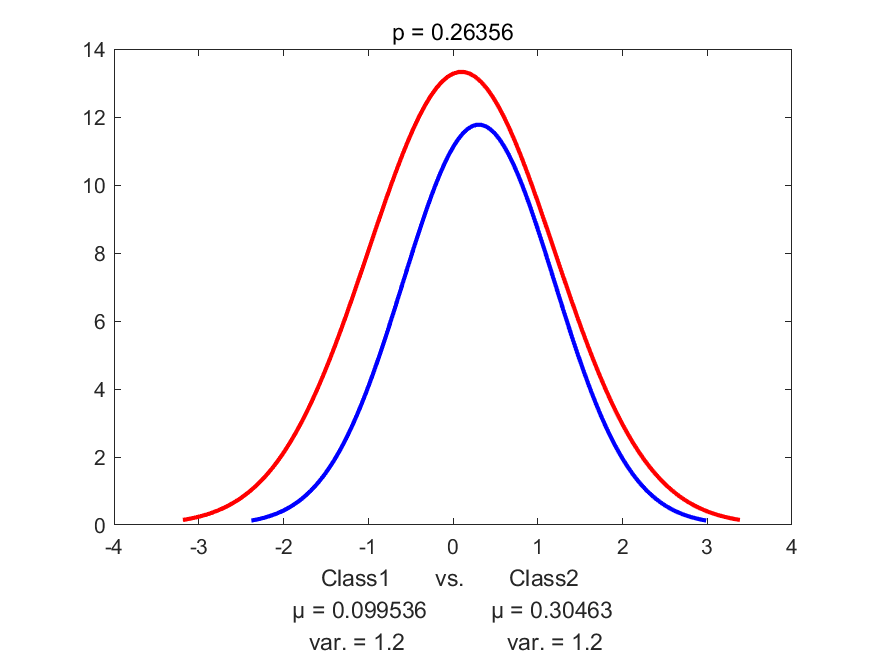 p = 0.26356
14
12
10
8
6
4
2
0
-4 -3 -2 -1 0 1 2 3 4
Class1 vs. Class2
μ = 0.099536 μ = 0.30463
var. = 1.2 var. = 1.2